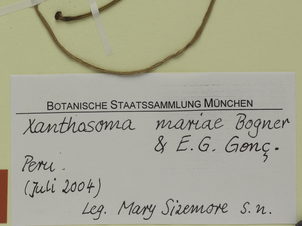 BOTANISCHE STAATSSAMMLUNG MÜNCHEN
Xanthosoma mariae Bogner
& E. G. Gonç.
Peru.
(Juli 2004)
Leg. Mary Sizemore s. n.